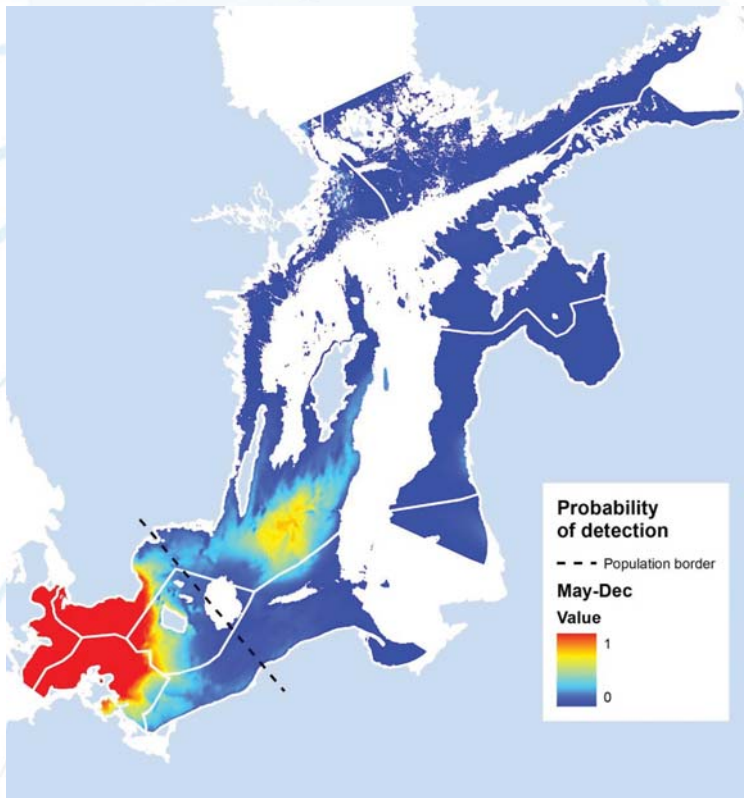 Probability
of detection
Population border
May-Dec
Value
1
0